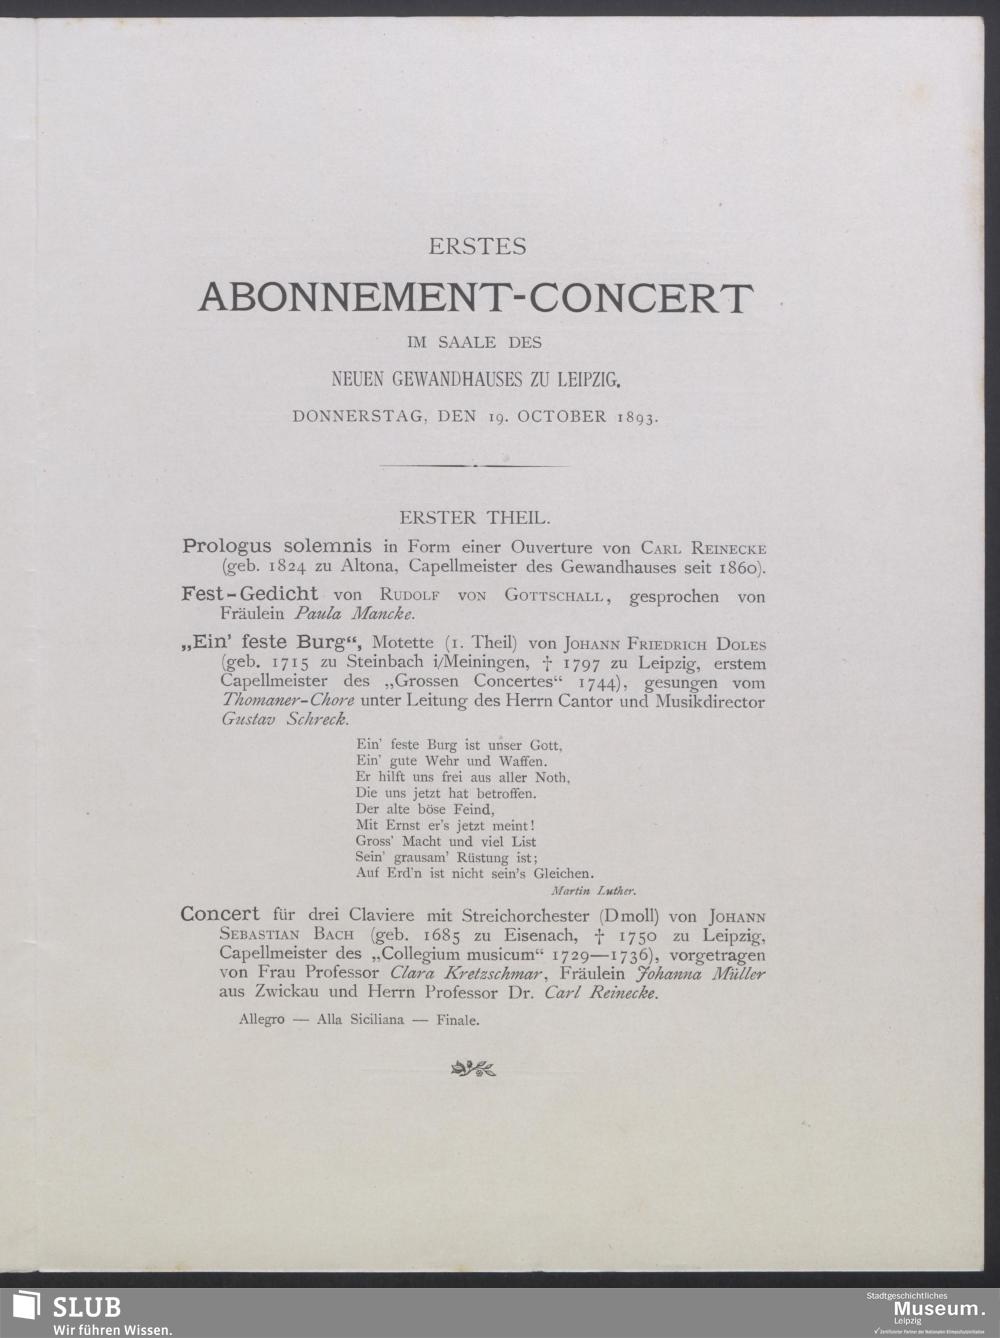 ERSTES
ABONNEMENT-CONCERT
IM SAALE DES
NEUEN GEWANDHAUSES ZU LEIPZIG.
DONNERSTAG, DEN 19. OCTOBER 1893.
ERSTER THEIL.
Prologus solemnis in Form einer Ouverture von CARL REINECKE
(geb. 1824 zu Altona, Capellmeister des Gewandhauses seit 1860).
Fest-Gedicht von RUDOLF VON GOTTSCHALL, gesprochen von
Fräulein Paula Mancke.
„Ein' feste Burg“, Motette (1. Theil) von JOHANN FRIEDRICH DOLES
(geb. 1715 zu Steinbach i/Meiningen, † 1797 zu Leipzig, erstem
Capellmeister des „Grossen Concertes“ 1744), gesungen vom
Thomaner-Chore unter Leitung des Herrn Cantor und Musikdirector
Gustav Schreck.
Ein' feste Burg ist unser Gott,
Ein' gute Wehr und Waffen.
Er hilft uns frei aus aller Noth,
Die uns jetzt hat betroffen.
Der alte böse Feind,
Mit Ernst er's jetzt meint!
Gross' Macht und viel List
Sein' grausam' Rüstung ist;
Auf Erd'n ist nicht sein's Gleichen.
Martin Luther.
Concert für drei Claviere mit Streichorchester (Dmoll) von JOHANN
SEBASTIAN BACH (geb. 1685 zu Eisenach, † 1750 zu Leipzig,
Capellmeister des „Collegium musicum“ 1729—1736), vorgetragen
von Frau Professor Clara Kretzschmar, Fräulein Johanna Müller
aus Zwickau und Herrn Professor Dr. Carl Reinecke.
Allegro — Alla Siciliana — Finale.
SLUB
Wir führen Wissen.
Stadtgeschichtliches
Museum.
Leipzig
Zertifizierter Partner der Nationalen Klimaschutzinitiative